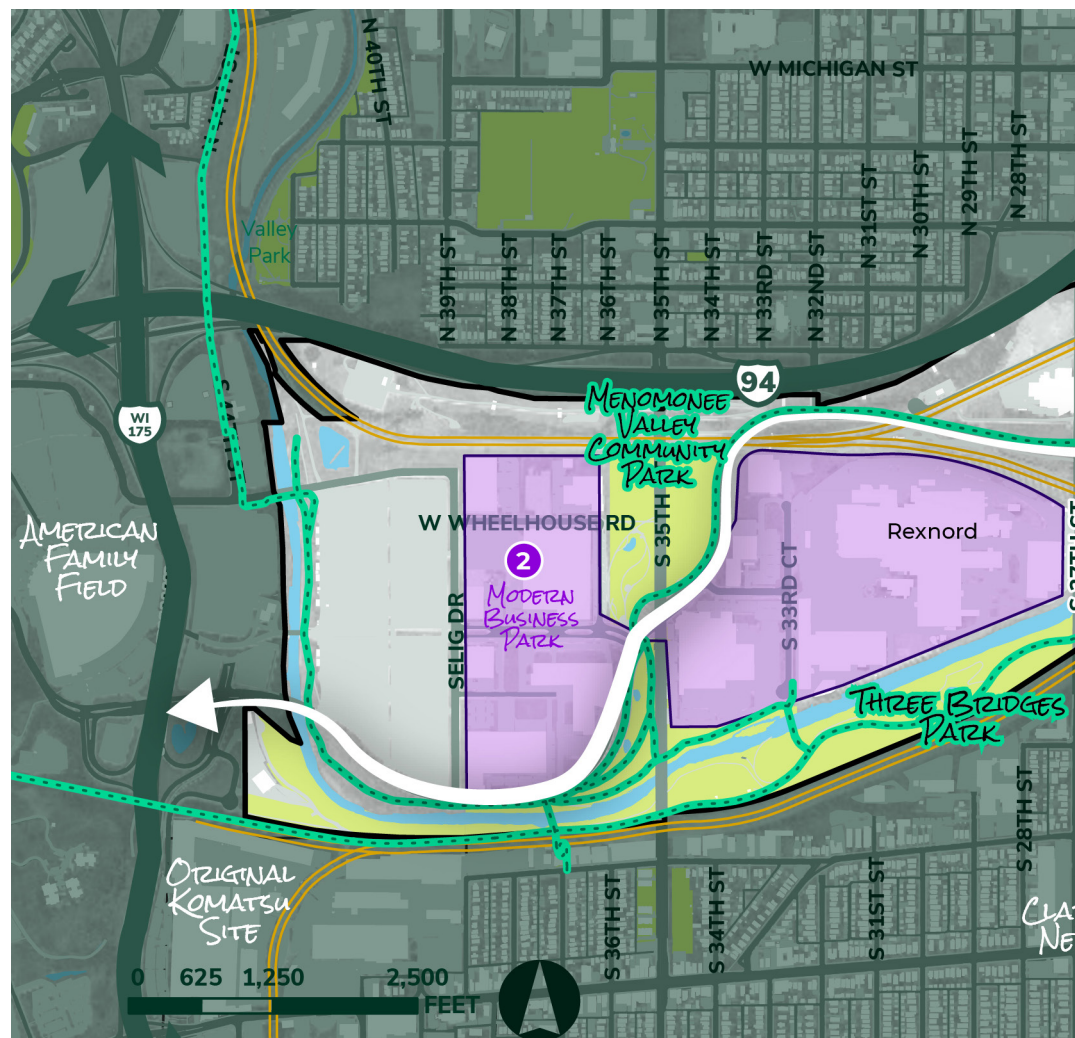 W MICHIGAN ST
N 40TH ST
N 28TH ST
N 29TH ST
N 30TH ST
N 31ST ST
Valley
Park
N 39TH ST
N 38TH ST
N 37TH ST
N 36TH ST
N 35TH ST
N 34TH ST
N 33RD ST
N 32ND ST
94
WI
175
MENOMONEE
VALLEY
COMMUNITY
PARK
W WHEELHOUSE RD
S 35TH
Rexnord
AMERICAN
FAMILY
FIELD
2
MODERN
BUSINESS
PARK
SELIG DR
S 33RD CT
S 27TH ST
THREE BRIDGES
PARK
ORIGINAL
KOMATSU
SITE
S 36TH ST
S 34TH ST
S 31ST ST
S 28TH ST
0 625 1,250 2,500
FEET